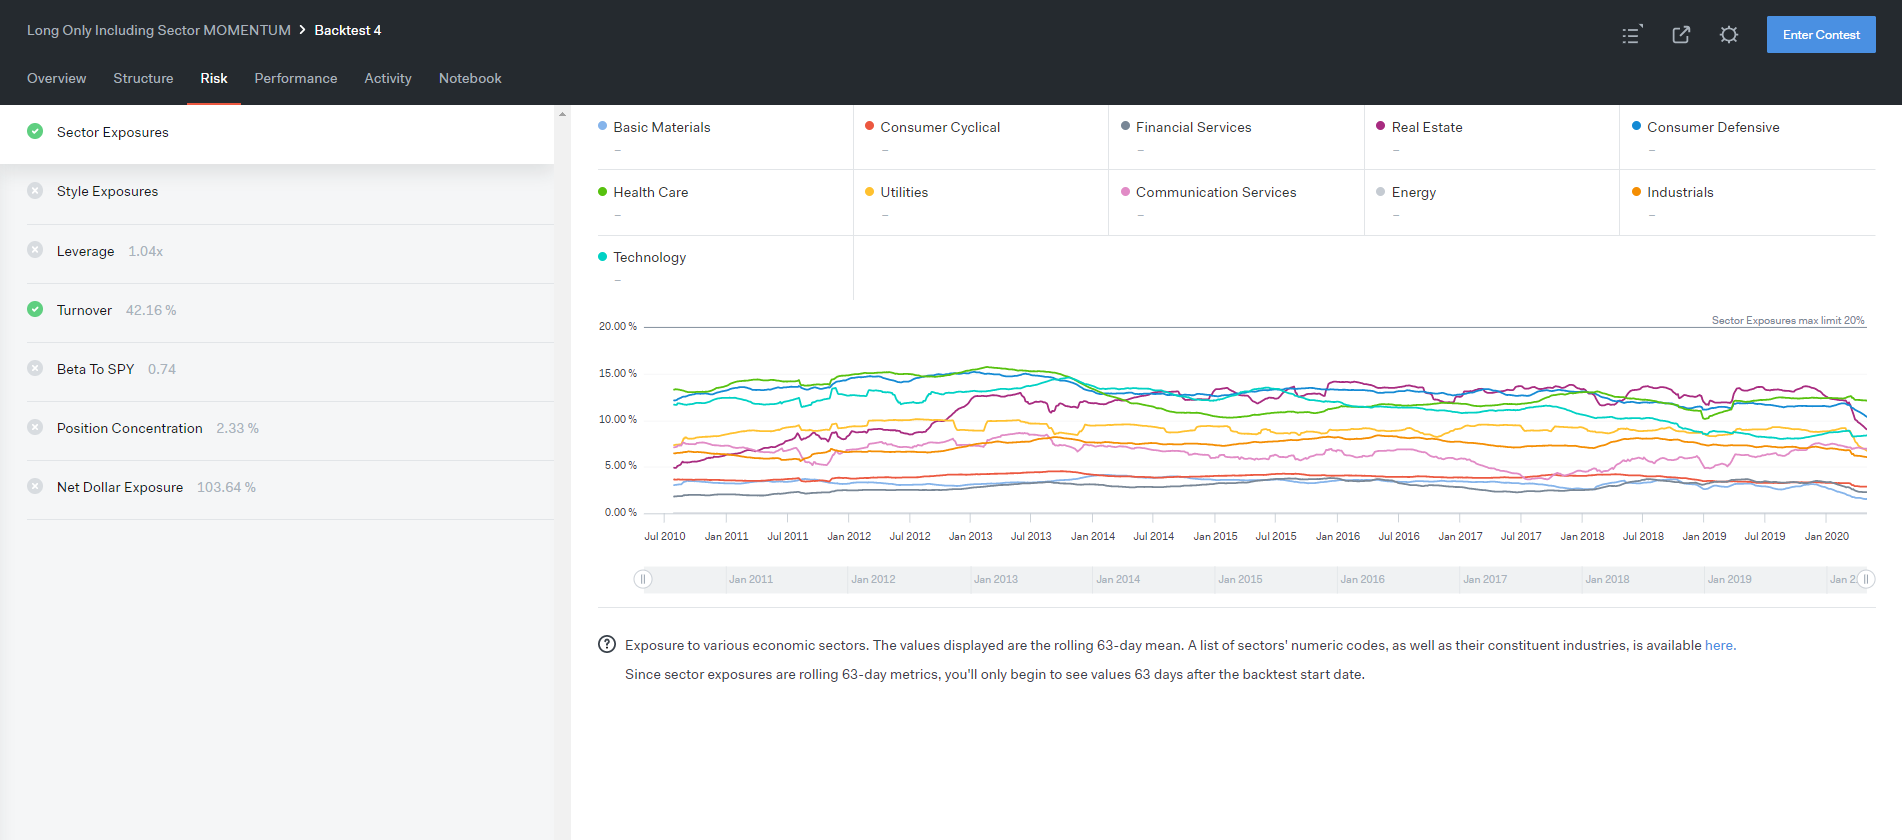 Long Only Including Sector MOMENTUM > Backtest 4
Enter Contest
Overview Structure Risk Performance Activity Notebook
Sector Exposures
Style Exposures
Leverage 1.04x
Turnover 42.16 %
Beta To SPY 0.74
Position Concentration 2.33 %
Net Dollar Exposure 103.64 %
Basic Materials Consumer Cyclical Financial Services Real Estate Consumer Defensive
– – – – –
Health Care Utilities Communication Services Energy Industrials
– – – – –
Technology
–
Sector Exposures max limit 20%
20.00 %
15.00 %
10.00 %
5.00 %
0.00 %
Jul 2010 Jan 2011 Jul 2011 Jan 2012 Jul 2012 Jan 2013 Jul 2013 Jan 2014 Jul 2014 Jan 2015 Jul 2015 Jan 2016 Jul 2016 Jan 2017 Jul 2017 Jan 2018 Jul 2018 Jan 2019 Jul 2019 Jan 2020
Jan 2011 Jan 2012 Jan 2013 Jan 2014 Jan 2015 Jan 2016 Jan 2017 Jan 2018 Jan 2019 Jan 2...
Exposure to various economic sectors. The values displayed are the rolling 63-day mean. A list of sectors' numeric codes, as well as their constituent industries, is available here.
Since sector exposures are rolling 63-day metrics, you'll only begin to see values 63 days after the backtest start date.